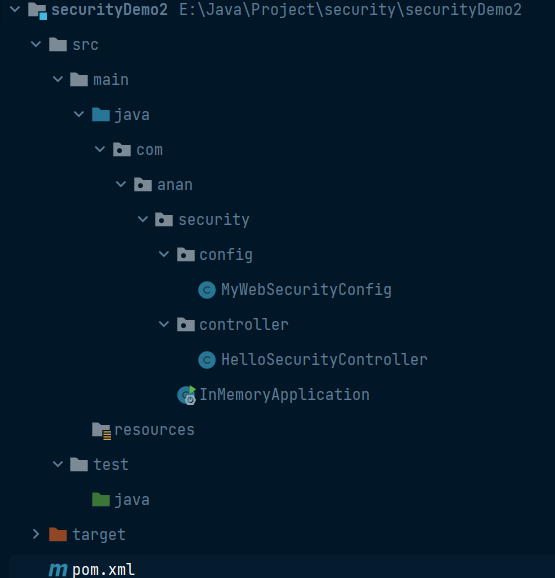 securityDemo2 E:\Java\Project\security\securityDemo2
src
main
java
com
anan
security
config
MyWebSecurityConfig
controller
HelloSecurityController
InMemoryApplication
resources
test
java
target
pom.xml